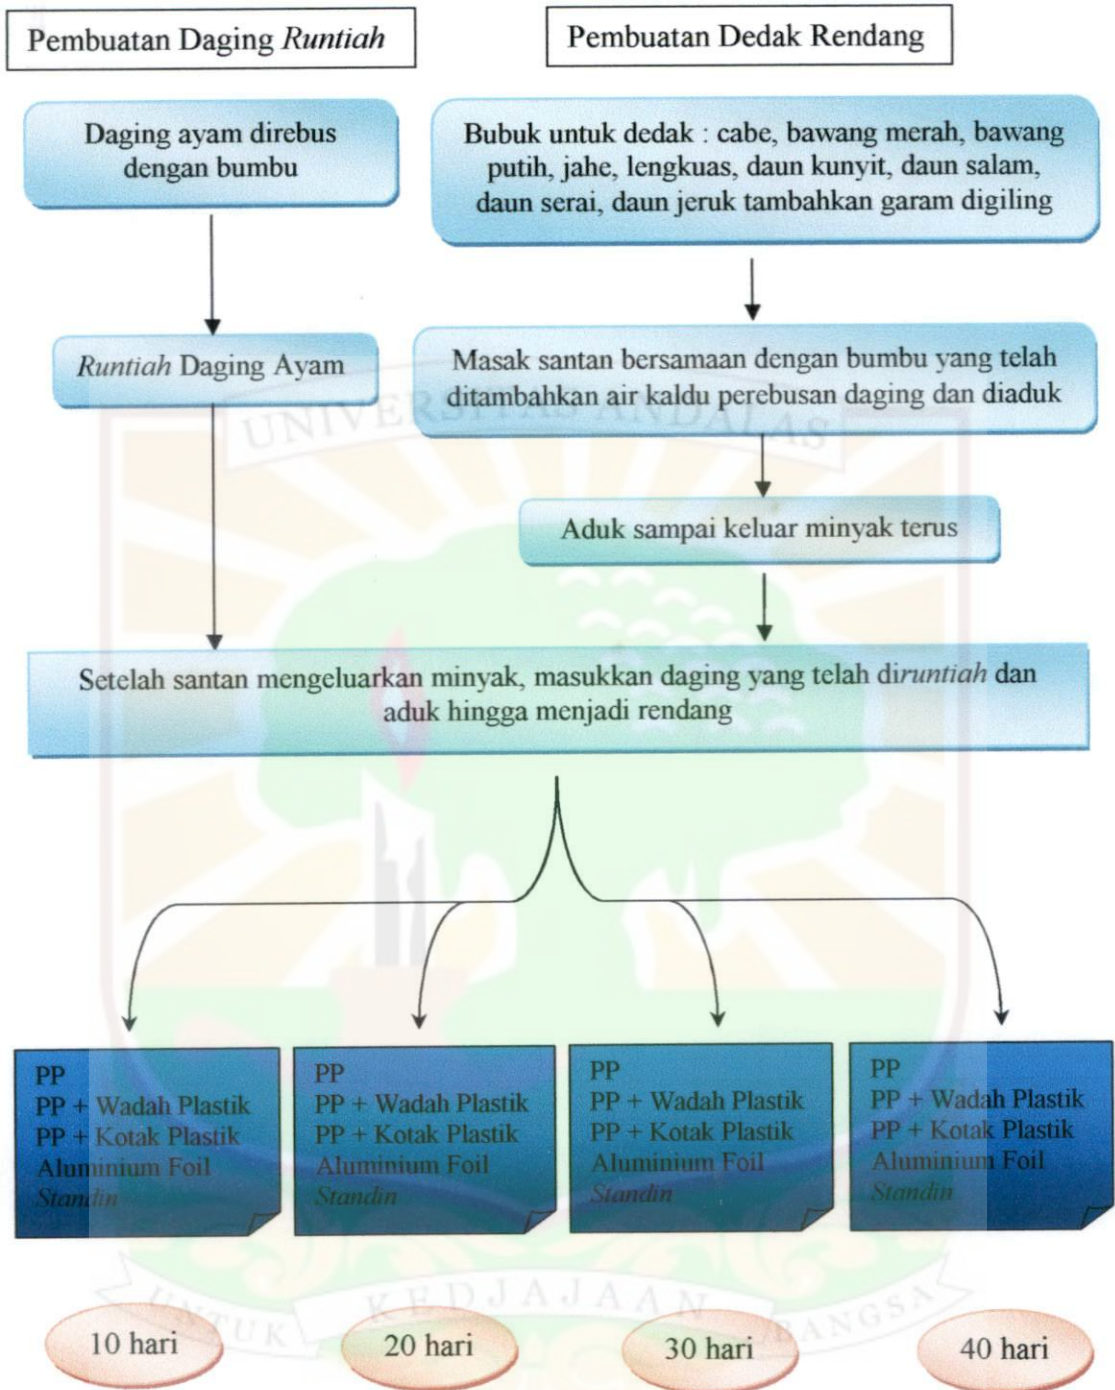 Pembuatan Daging Runtiah
Pembuatan Dedak Rendang
Daging ayam direbus
dengan bumbu
Bubuk untuk dedak : cabe, bawang merah, bawang
putih, jahe, lengkuas, daun kunyit, daun salam,
daun serai, daun jeruk tambahkan garam digiling
Runtiah Daging Ayam
Masak santan bersamaan dengan bumbu yang telah
ditambahkan air kaldu perebusan daging dan diaduk
UNIVERSITAS ANDALAS
Aduk sampai keluar minyak terus
Setelah santan mengeluarkan minyak, masukkan daging yang telah diruntiah dan
aduk hingga menjadi rendang
PP
PP + Wadah Plastik
PP + Kotak Plastik
Aluminium Foil
Standin
PP
PP + Wadah Plastik
PP + Kotak Plastik
Aluminium Foil
Standin
PP
PP + Wadah Plastik
PP + Kotak Plastik
Aluminium Foil
Standin
PP
PP + Wadah Plastik
PP + Kotak Plastik
Aluminium Foil
Standin
UNTUK KEDJAJAAN BANGSA
10 hari
20 hari
30 hari
40 hari